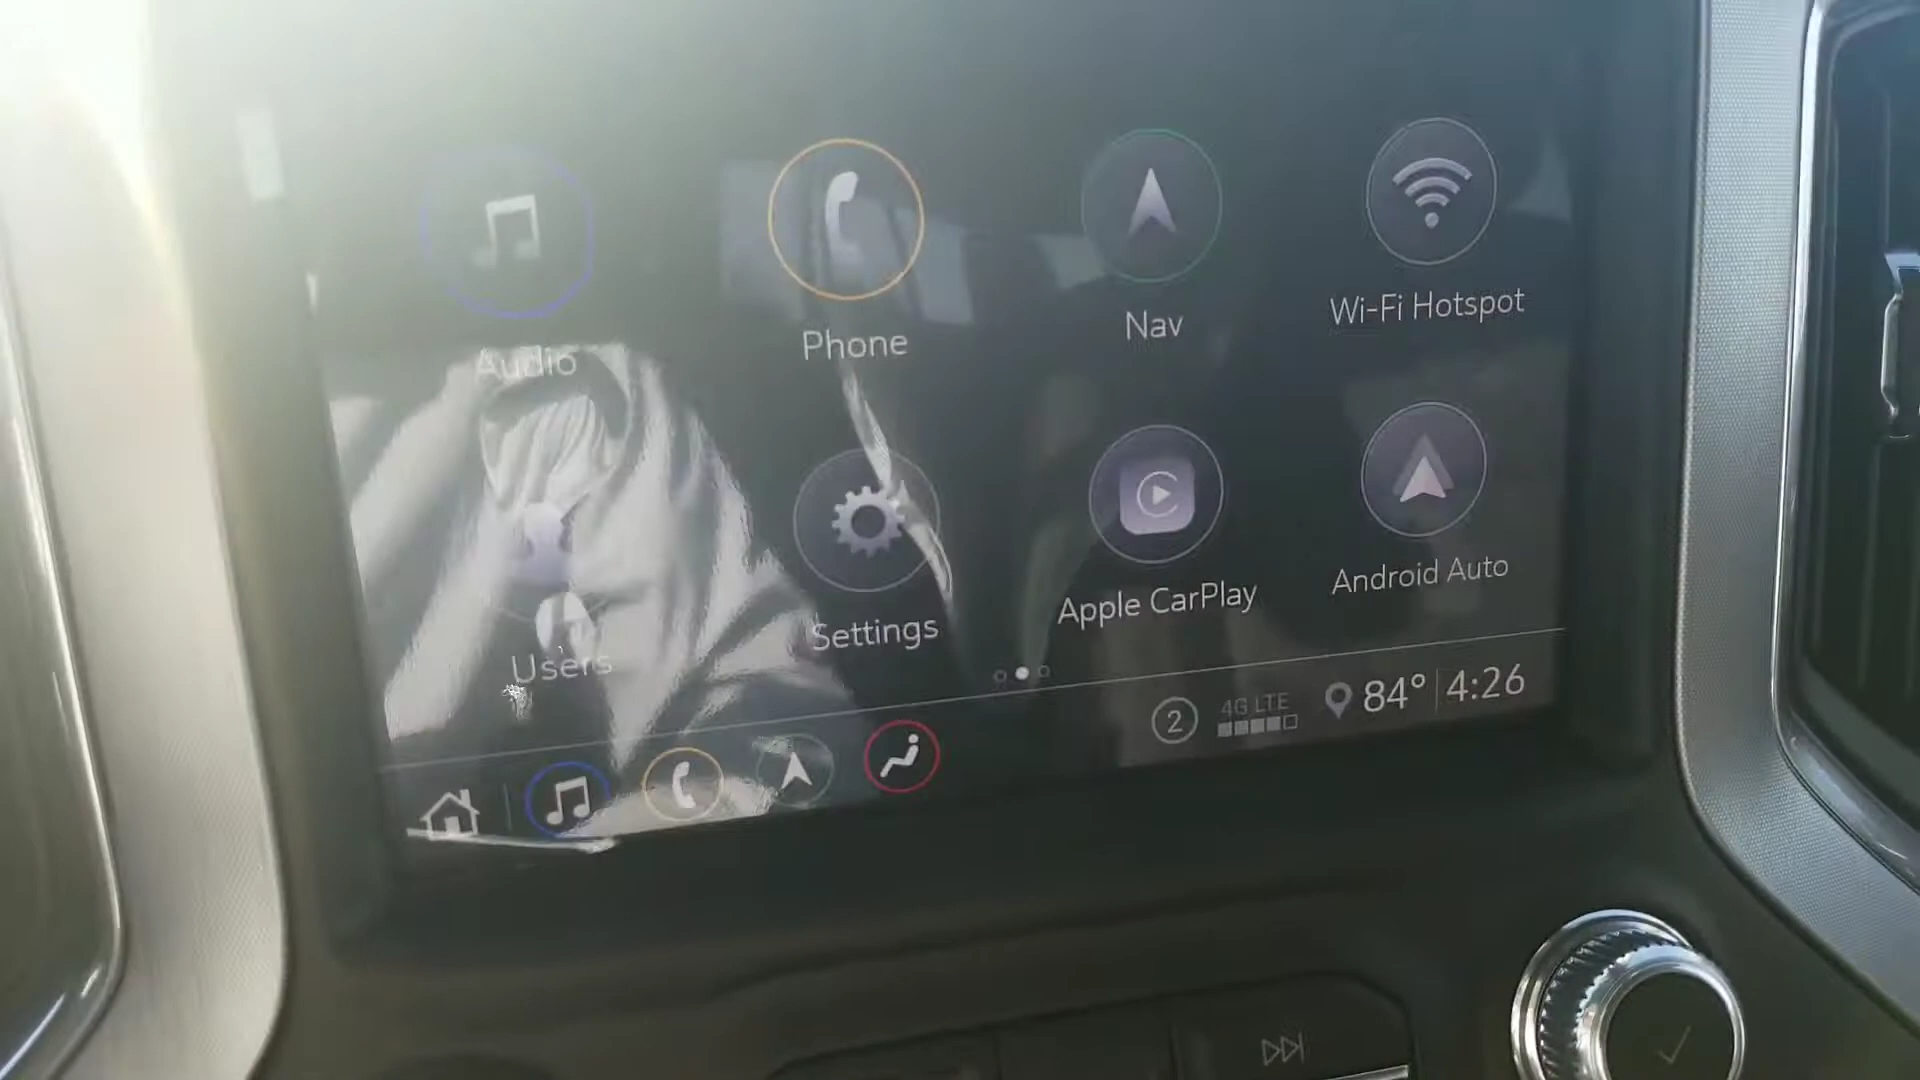 Audio
Phone
Nav
Wi-Fi Hotspot
Users
Settings
Apple CarPlay
Android Auto
2
4G LTE
84° 4:26